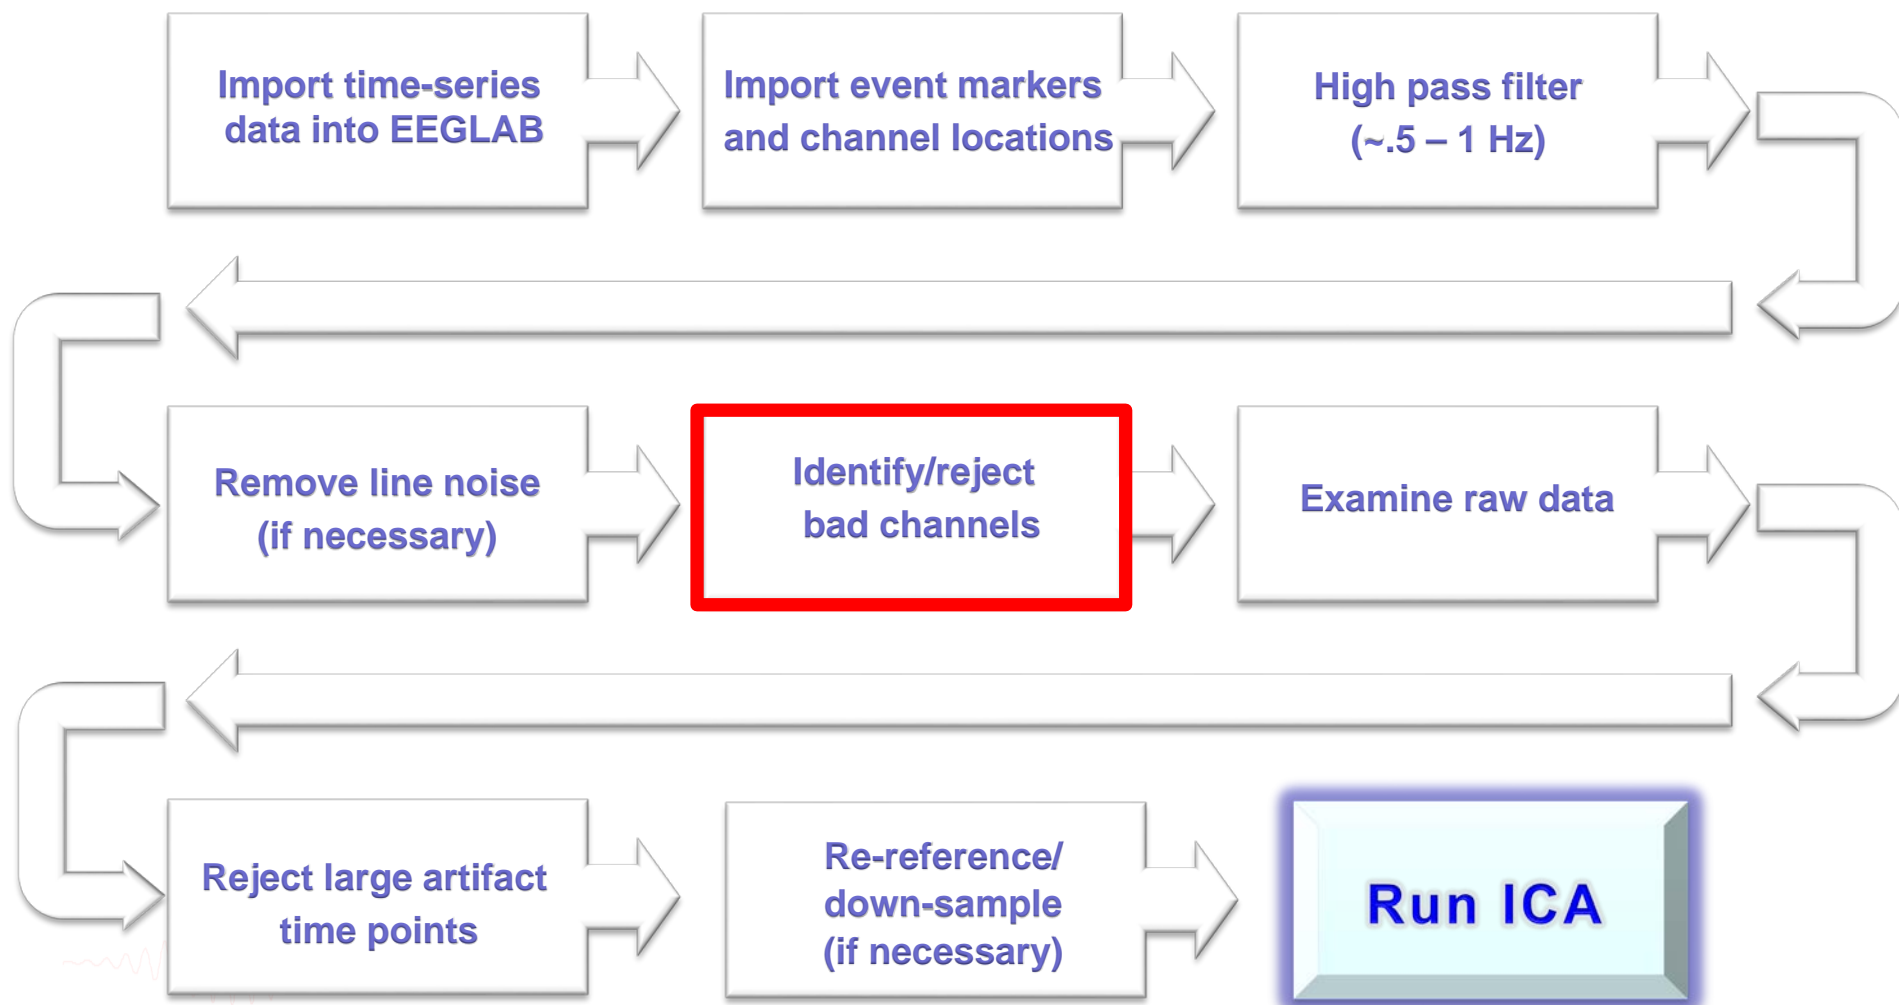 Import time-series
data into EEGLAB
Import event markers
and channel locations
High pass filter
(~.5 – 1 Hz)
Remove line noise
(if necessary)
Identify/reject
bad channels
Examine raw data
Reject large artifact
time points
Re-reference/
down-sample
(if necessary)
Run ICA